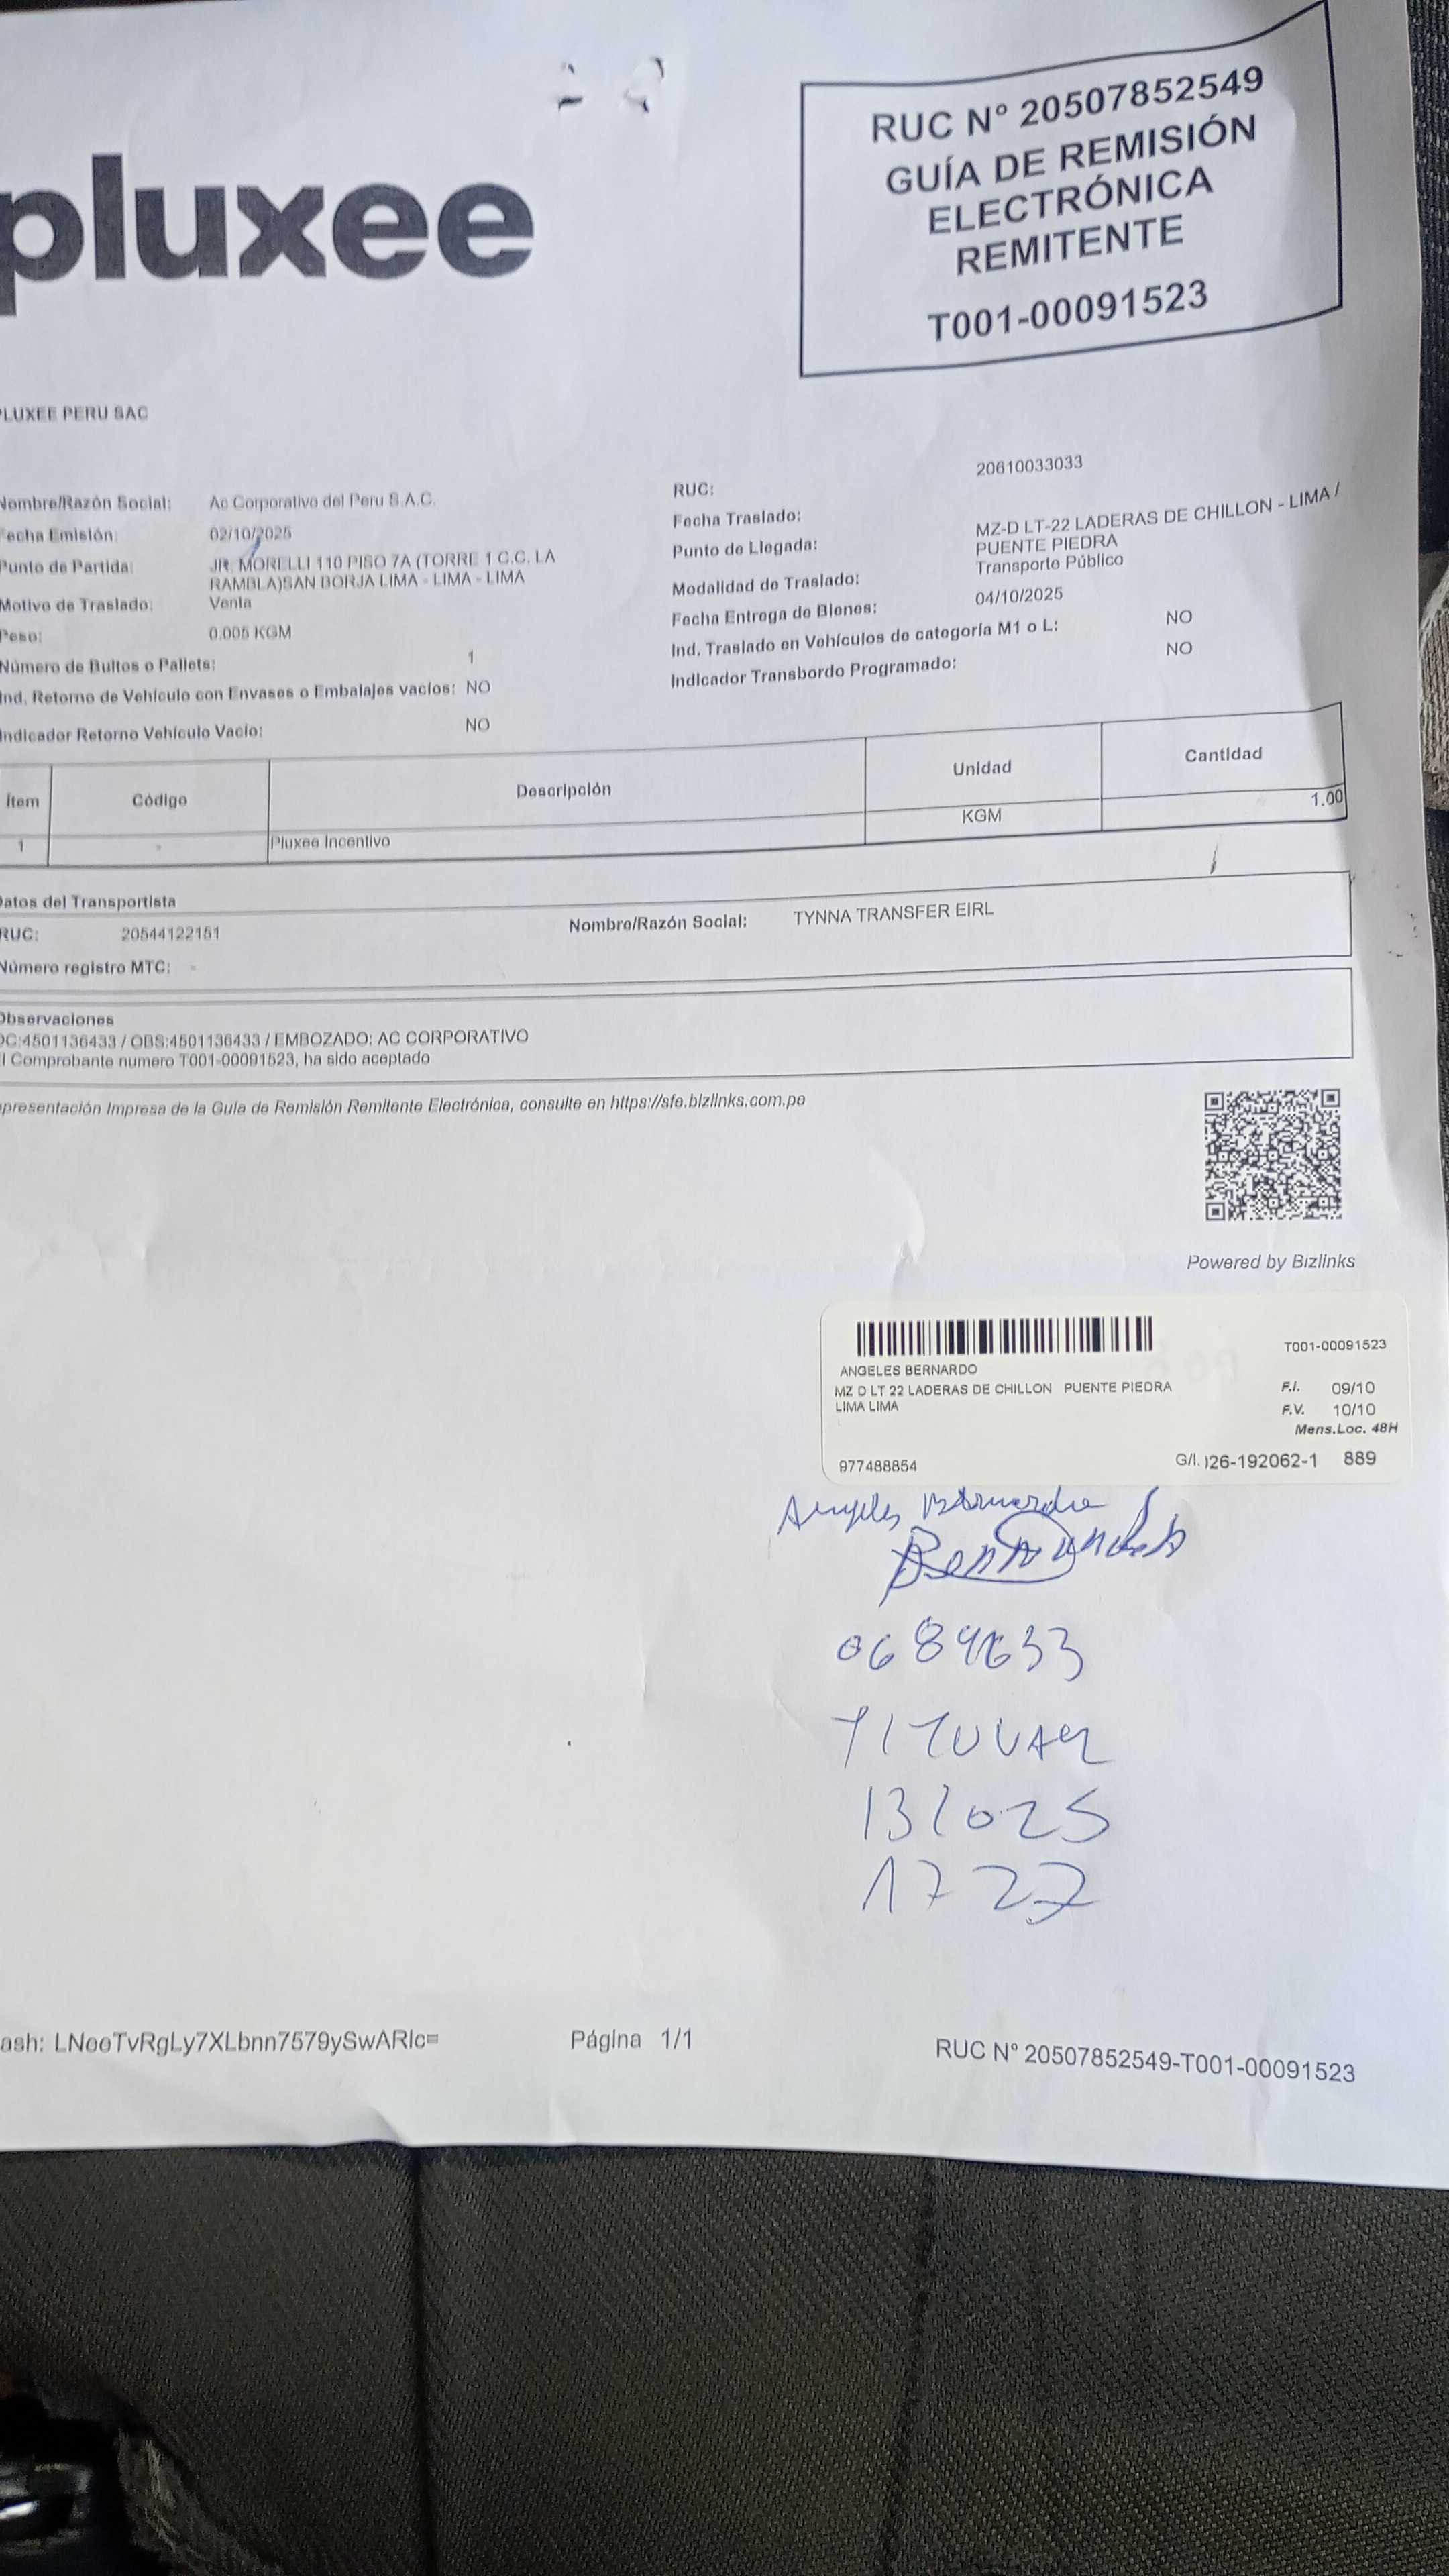 pluxee
RUC N° 20507852549
GUÍA DE REMISIÓN
ELECTRÓNICA
REMITENTE
T001-00091523
PLUXEE PERU SAC
Nombre/Razón Social: Ac Corporativo del Peru S.A.C.
Fecha Emisión: 02/10/2025
Punto de Partida: JR. MORELLI 110 PISO 7A (TORRE 1 C.C. LA
RAMBLA)SAN BORJA LIMA - LIMA - LIMA
Motivo de Traslado: Venta
Peso: 0.005 KGM
Número de Bultos o Pallets: 1
Ind. Retorno de Vehículo con Envases o Embalajes vacíos: NO
Indicador Retorno Vehículo Vacío: NO
RUC: 20610033033
Fecha Traslado:
Punto de Llegada: MZ-D LT-22 LADERAS DE CHILLON - LIMA /
PUENTE PIEDRA
Modalidad de Traslado: Transporte Público
Fecha Entrega de Bienes: 04/10/2025
Ind. Traslado en Vehículos de categoría M1 o L: NO
Indicador Transbordo Programado: NO
Ítem Código Descripción Unidad Cantidad
1 - Pluxee Incentivo KGM 1.00
Datos del Transportista
RUC: 20544122151 Nombre/Razón Social: TYNNA TRANSFER EIRL
Número registro MTC: -
Observaciones
OC:4501136433 / OBS:4501136433 / EMBOZADO: AC CORPORATIVO
El Comprobante numero T001-00091523, ha sido aceptado
presentación Impresa de la Guía de Remisión Remitente Electrónica, consulte en https://sfe.bizlinks.com.pe
Powered by Bizlinks
T001-00091523
ANGELES BERNARDO
MZ D LT 22 LADERAS DE CHILLON PUENTE PIEDRA
LIMA LIMA
F.I. 09/10
F.V. 10/10
Mens.Loc. 48H
977488854 G/I. 026-192062-1 889
Angeles Bernardo
131025
1727
ash: LNeeTvRgLy7XLbnn7579ySwARlc=
Página 1/1
RUC N° 20507852549-T001-00091523